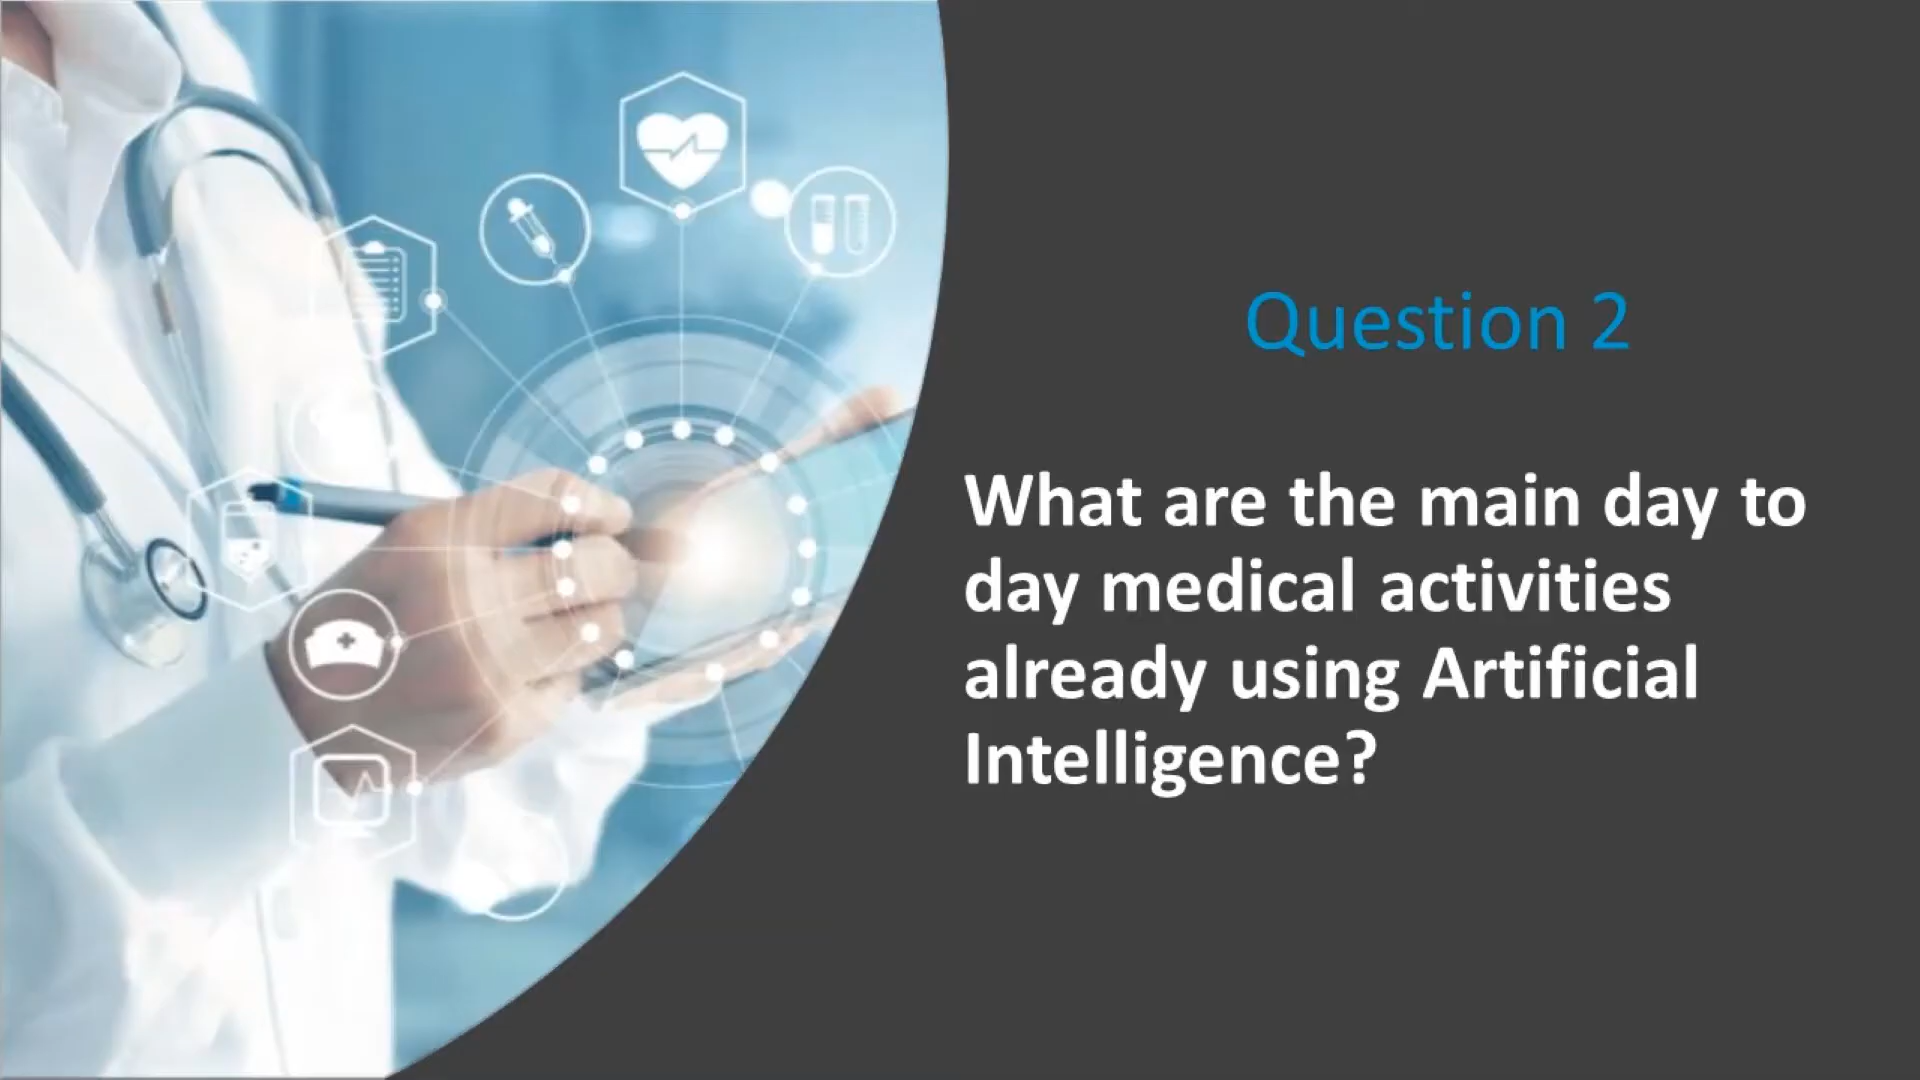 Question 2
What are the main day to
day medical activities
already using Artificial
Intelligence?